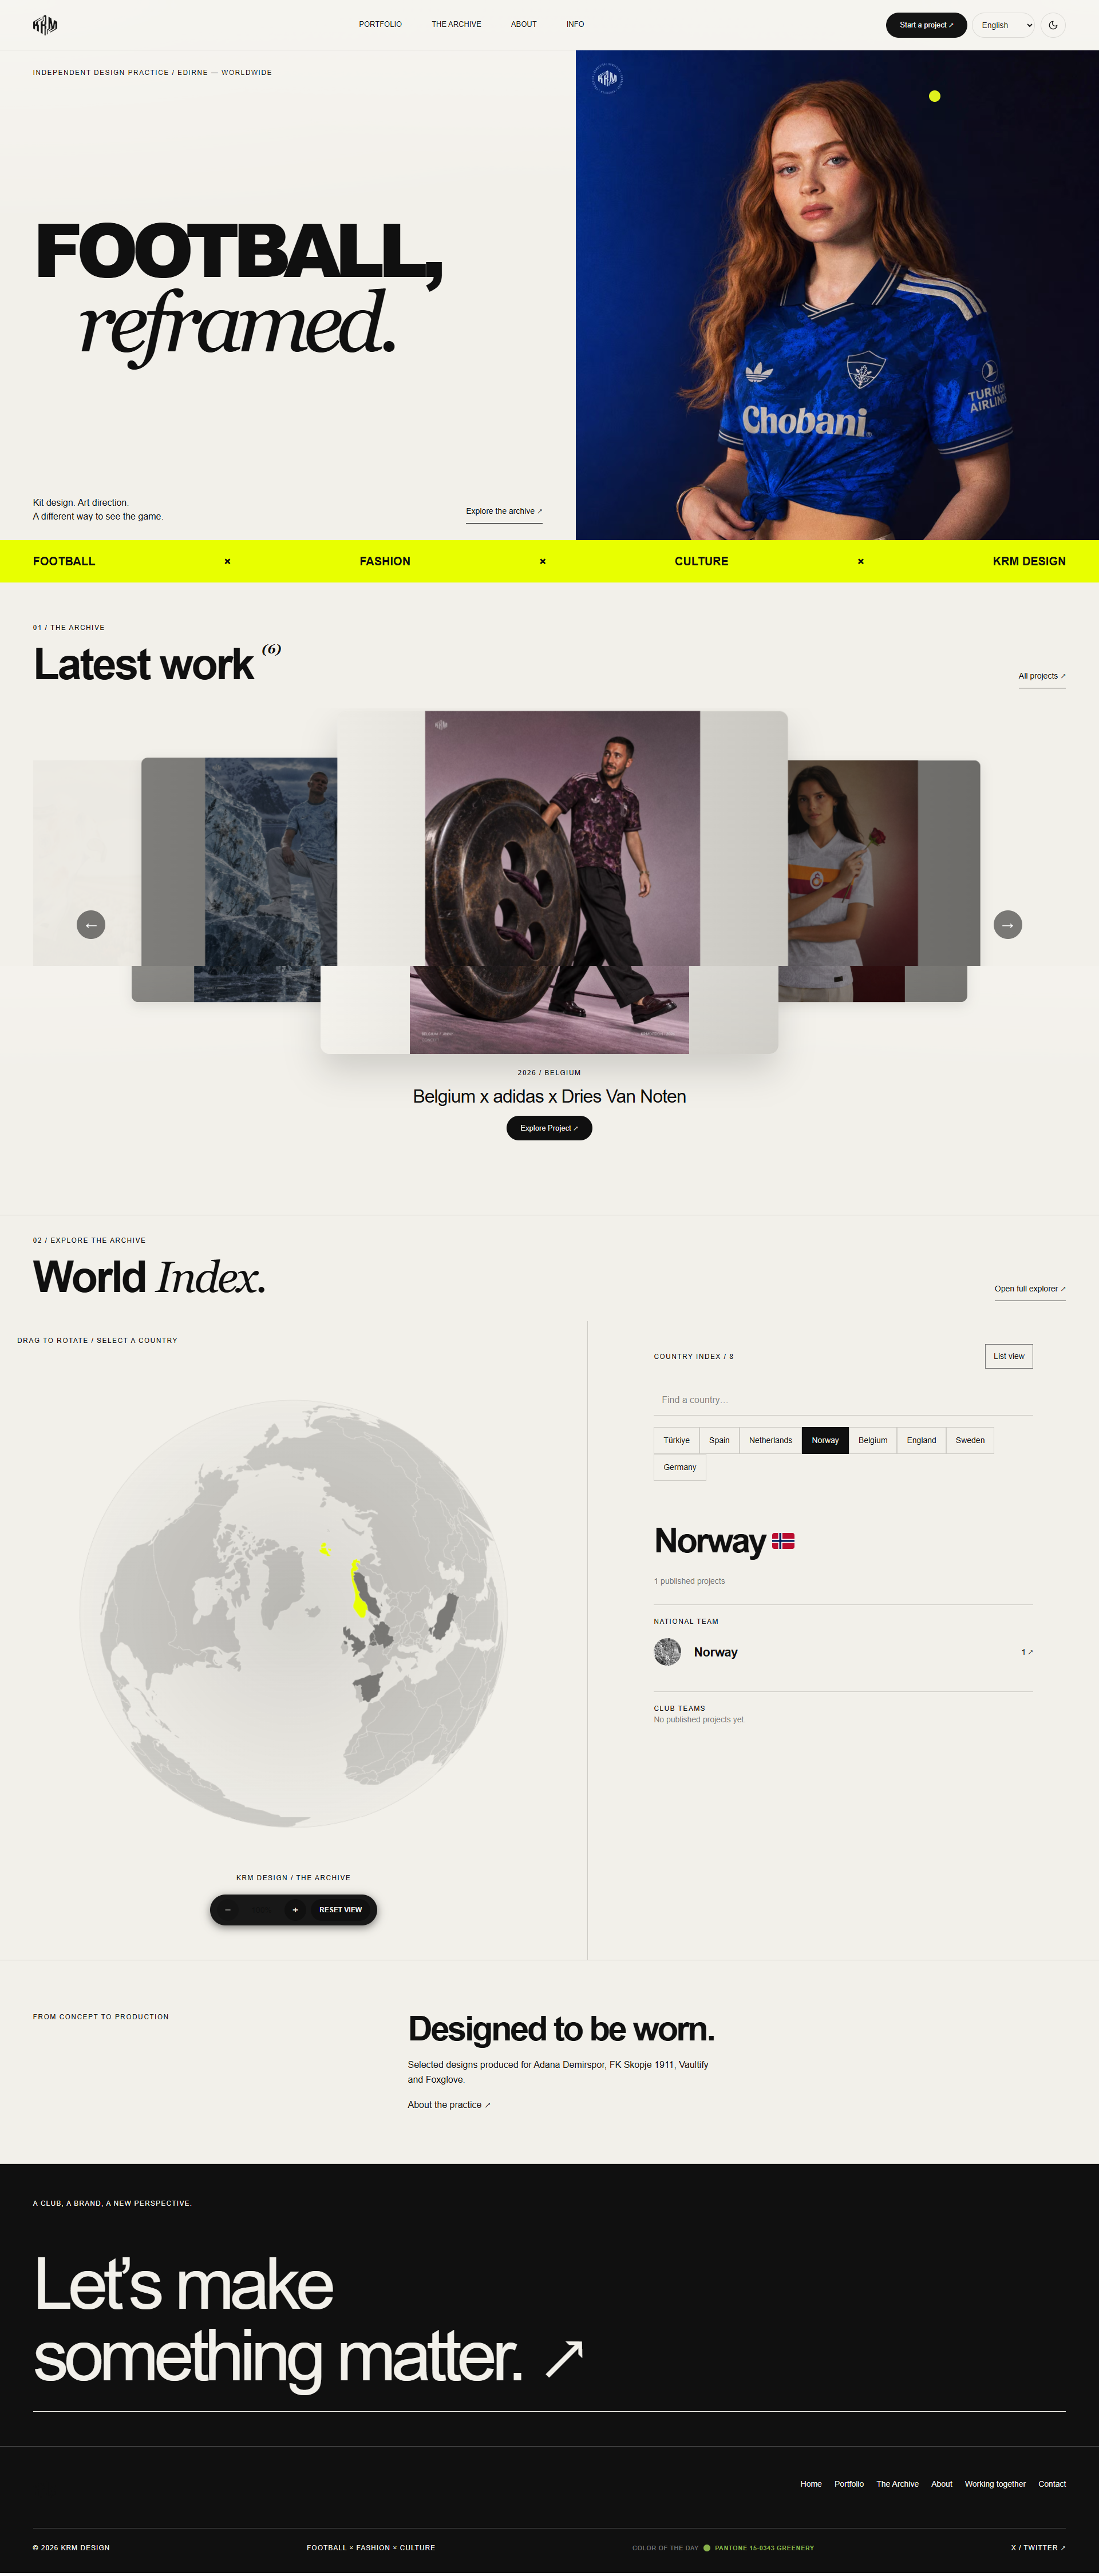 KRM
PORTFOLIO
THE ARCHIVE
ABOUT
INFO
Start a project ↗
English
INDEPENDENT DESIGN PRACTICE / EDIRNE — WORLDWIDE
KRM
FOOTBALL,
reframed.
TURKISH
AIRLINES
Chobani
Kit design. Art direction.
A different way to see the game.
Explore the archive ↗
FOOTBALL × FASHION × CULTURE × KRM DESIGN
01 / THE ARCHIVE
Latest work (6)
All projects ↗
←
→
2026 / BELGIUM
Belgium x adidas x Dries Van Noten
Explore Project ↗
02 / EXPLORE THE ARCHIVE
World Index.
Open full explorer ↗
DRAG TO ROTATE / SELECT A COUNTRY
COUNTRY INDEX / 8
List view
Find a country...
Türkiye
Spain
Netherlands
Norway
Belgium
England
Sweden
Germany
Norway
1 published projects
NATIONAL TEAM
Norway
1 ↗
CLUB TEAMS
No published projects yet.
KRM DESIGN / THE ARCHIVE
− + RESET VIEW
FROM CONCEPT TO PRODUCTION
Designed to be worn.
Selected designs produced for Adana Demirspor, FK Skopje 1911, Vaultify
and Foxglove.
About the practice ↗
A CLUB, A BRAND, A NEW PERSPECTIVE.
Let's make
something matter. ↗
Home
Portfolio
The Archive
About
Working together
Contact
© 2026 KRM DESIGN
FOOTBALL × FASHION × CULTURE
COLOR OF THE DAY PANTONE 15-0343 GREENERY
X / TWITTER ↗